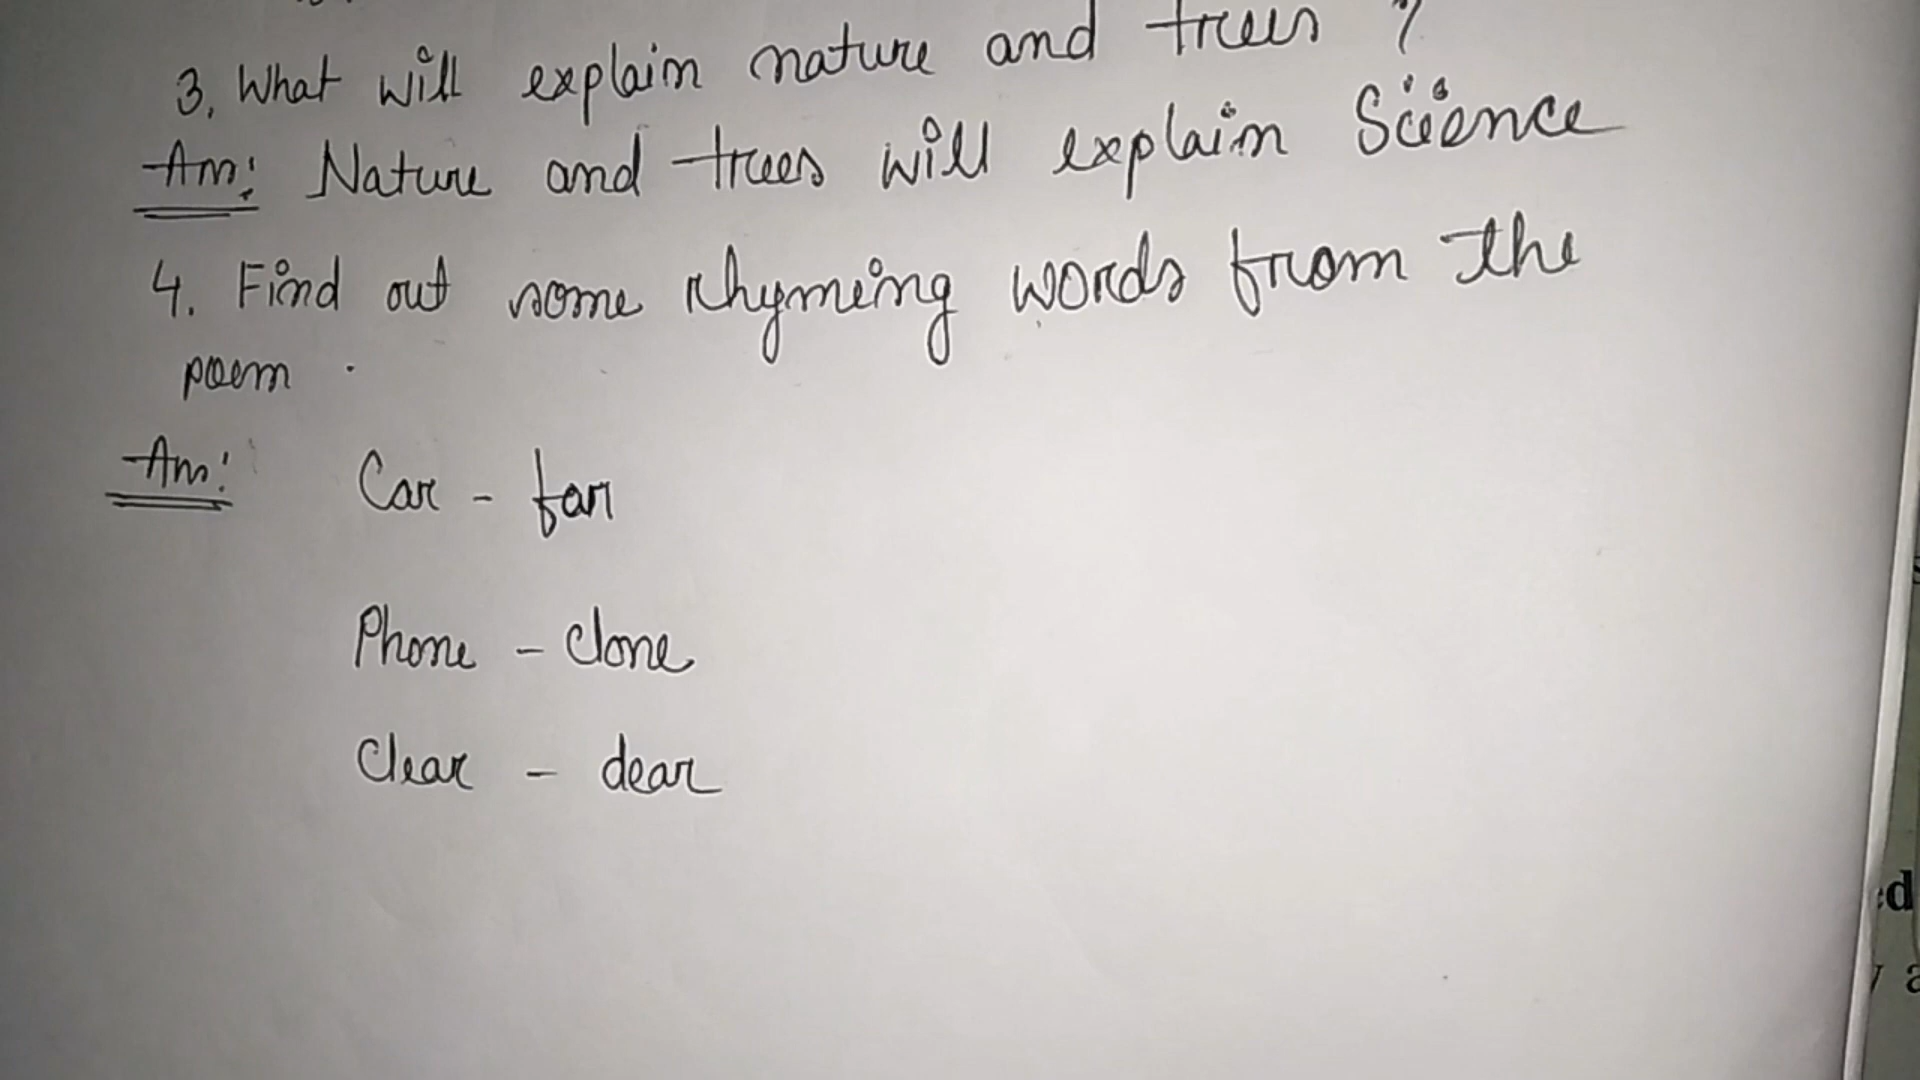 3. What will explain nature and trees ?
Ans: Nature and trees will explain Science
4. Find out some rhymeing words from the
poem .
Ans: Car - far
Phone - clone
Clear - dear